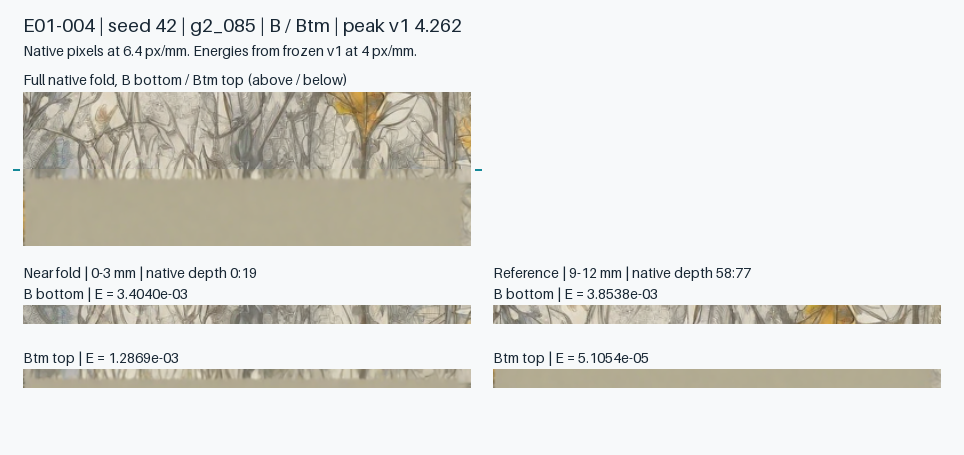 E01-004 | seed 42 | g2_085 | B / Btm | peak v1 4.262
Native pixels at 6.4 px/mm. Energies from frozen v1 at 4 px/mm.
Full native fold, B bottom / Btm top (above / below)
Near fold | 0-3 mm | native depth 0:19
B bottom | E = 3.4040e-03
Btm top | E = 1.2869e-03
Reference | 9-12 mm | native depth 58:77
B bottom | E = 3.8538e-03
Btm top | E = 5.1054e-05